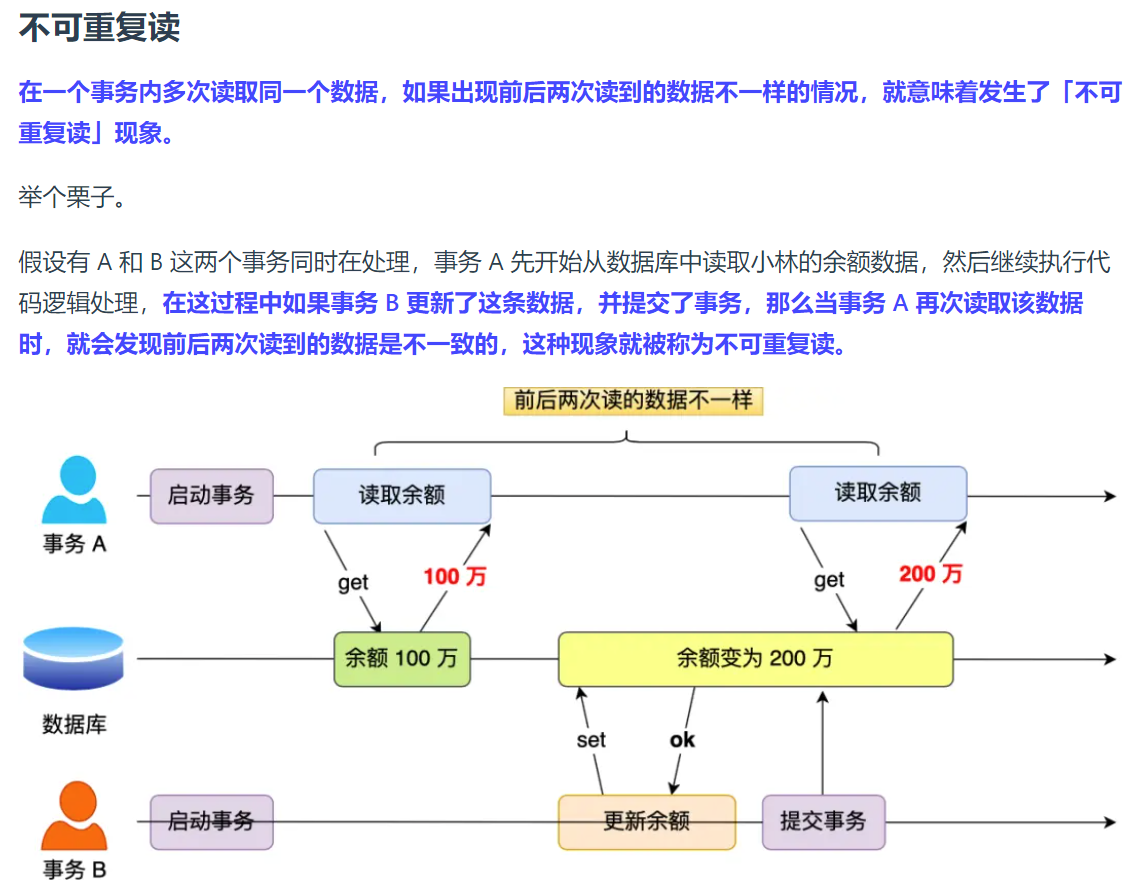 不可重复读
在一个事务内多次读取同一个数据，如果出现前后两次读到的数据不一样的情况，就意味着发生了「不可
重复读」现象。
举个栗子。
假设有 A 和 B 这两个事务同时在处理，事务 A 先开始从数据库中读取小林的余额数据，然后继续执行代
码逻辑处理，在这过程中如果事务 B 更新了这条数据，并提交了事务，那么当事务 A 再次读取该数据
时，就会发现前后两次读到的数据是不一致的，这种现象就被称为不可重复读。
前后两次读的数据不一样
启动事务
读取余额
读取余额
事务 A
get
100 万
get
200 万
余额 100 万
余额变为 200 万
数据库
set
ok
启动事务
更新余额
提交事务
事务 B